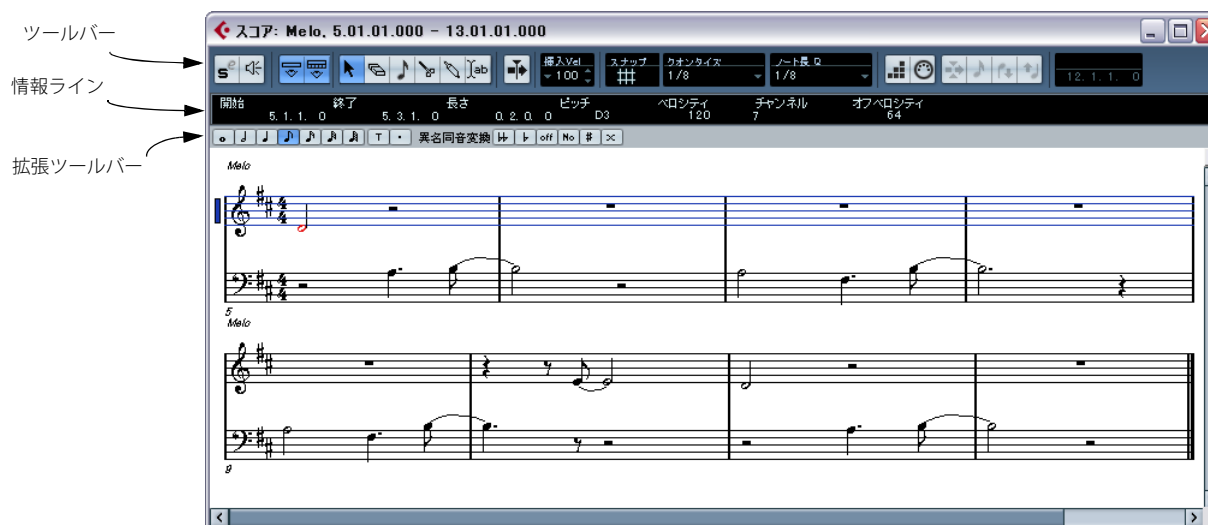 ツールバー
情報ライン
拡張ツールバー
スコア: Melo, 5.01.01.000 - 13.01.01.000
挿入Vel スナップ クオンタイズ ノート長 Q
100 1/8 1/8 12. 1. 1. 0
開始 終了 長さ ピッチ ベロシティ チャンネル オフベロシティ
5. 1. 1. 0 5. 3. 1. 0 0. 2. 0. 0 D3 120 7 64
T 異名同音変換 off No
Melo
5
Melo
9